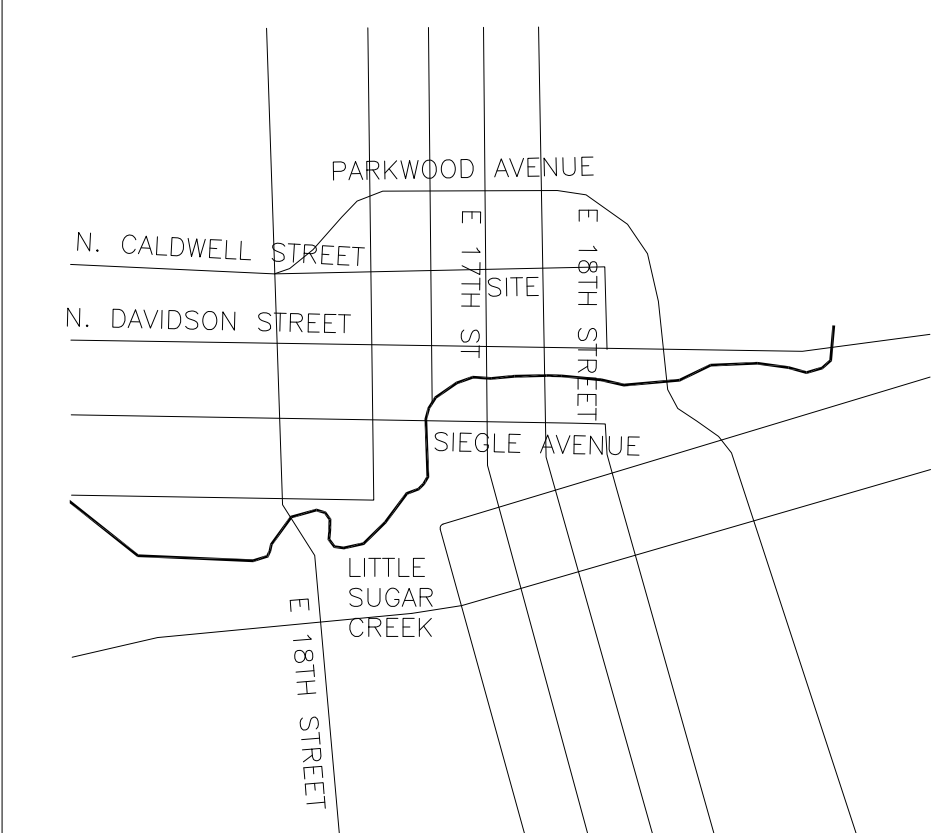 PARKWOOD AVENUE
N. CALDWELL STREET
E 17TH ST
E 18TH STREET
SITE
N. DAVIDSON STREET
SIEGLE AVENUE
LITTLE
SUGAR
CREEK
E 18TH STREET